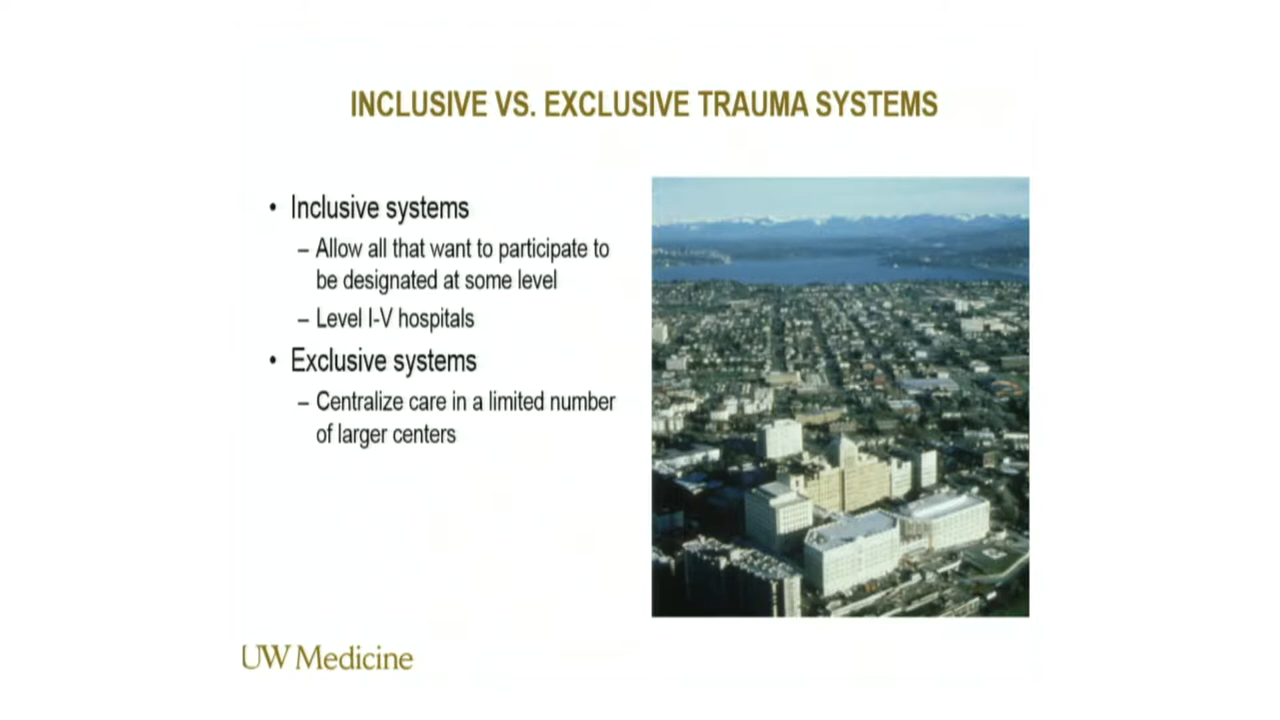 INCLUSIVE VS. EXCLUSIVE TRAUMA SYSTEMS
• Inclusive systems
– Allow all that want to participate to
be designated at some level
– Level I-V hospitals
• Exclusive systems
– Centralize care in a limited number
of larger centers
UW Medicine